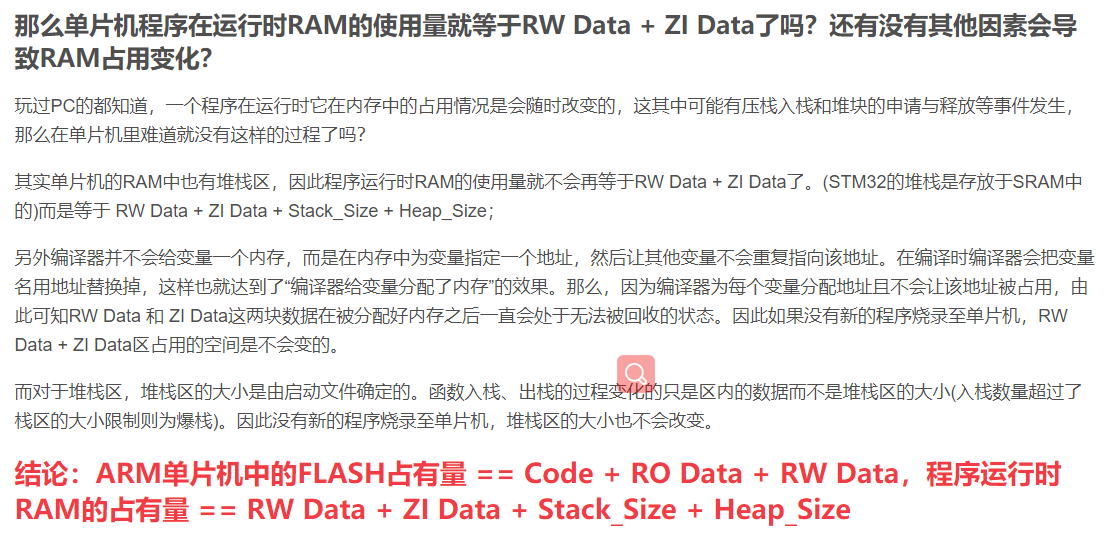 那么单片机程序在运行时RAM的使用量就等于RW Data + ZI Data了吗？还有没有其他因素会导
致RAM占用变化？
玩过PC的都知道，一个程序在运行时它在内存中的占用情况是会随时改变的，这其中可能有压栈入栈和堆块的申请与释放等事件发生，
那么在单片机里难道就没有这样的过程了吗？
其实单片机的RAM中也有堆栈区，因此程序运行时RAM的使用量就不会再等于RW Data + ZI Data了。(STM32的堆栈是存放于SRAM中
的)而是等于 RW Data + ZI Data + Stack_Size + Heap_Size；
另外编译器并不会给变量一个内存，而是在内存中为变量指定一个地址，然后让其他变量不会重复指向该地址。在编译时编译器会把变量
名用地址替换掉，这样也就达到了“编译器给变量分配了内存”的效果。那么，因为编译器为每个变量分配地址且不会让该地址被占用，由
此可知RW Data 和 ZI Data这两块数据在被分配好内存之后一直会处于无法被回收的状态。因此如果没有新的程序烧录至单片机，RW
Data + ZI Data区占用的空间是不会变的。
而对于堆栈区，堆栈区的大小是由启动文件确定的。函数入栈、出栈的过程变化的只是区内的数据而不是堆栈区的大小(入栈数量超过了
栈区的大小限制则为爆栈)。因此没有新的程序烧录至单片机，堆栈区的大小也不会改变。
结论：ARM单片机中的FLASH占有量 == Code + RO Data + RW Data，程序运行时
RAM的占有量 == RW Data + ZI Data + Stack_Size + Heap_Size